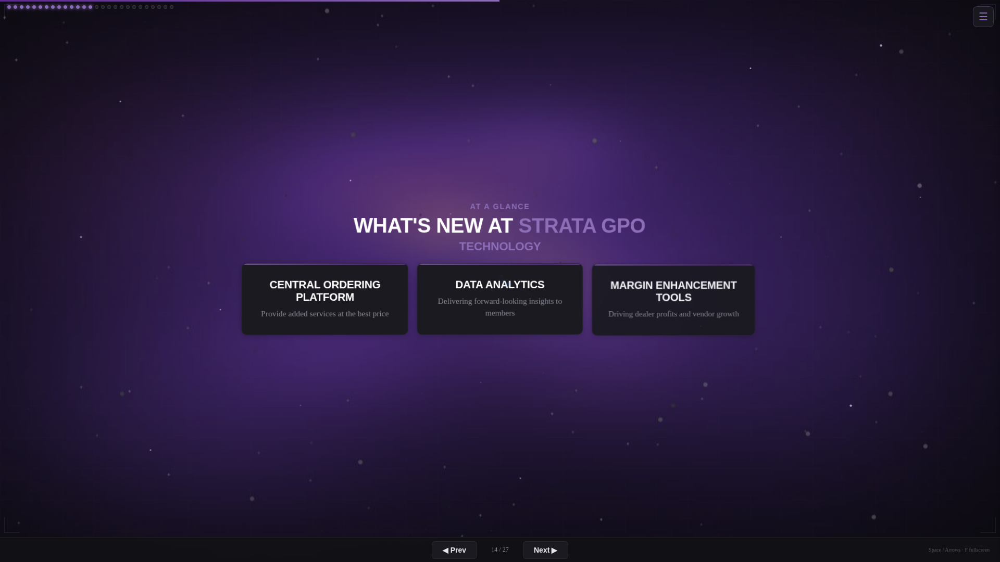 ☰
AT A GLANCE
WHAT'S NEW AT STRATA GPO
TECHNOLOGY
CENTRAL ORDERING
PLATFORM
Provide added services at the best price
DATA ANALYTICS
Delivering forward-looking insights to
members
MARGIN ENHANCEMENT
TOOLS
Driving dealer profits and vendor growth
◀ Prev
14 / 27
Next ▶
Space / Arrows · F fullscreen